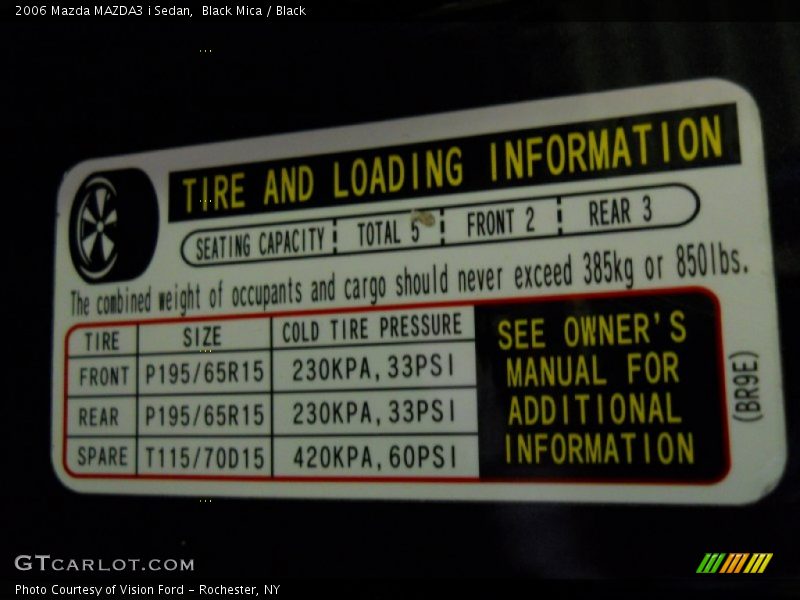 2006 Mazda MAZDA3 i Sedan,  Black Mica / Black
TIRE AND LOADING INFORMATION
SEATING CAPACITY TOTAL 5 FRONT 2 REAR 3
The combined weight of occupants and cargo should never exceed 385kg or 850lbs.
TIRE SIZE COLD TIRE PRESSURE
FRONT P195/65R15 230KPA,33PSI
REAR P195/65R15 230KPA,33PSI
SPARE T115/70D15 420KPA,60PSI
SEE OWNER'S
MANUAL FOR
ADDITIONAL
INFORMATION
(BR9E)
GTCARLOT.COM
Photo Courtesy of Vision Ford – Rochester, NY